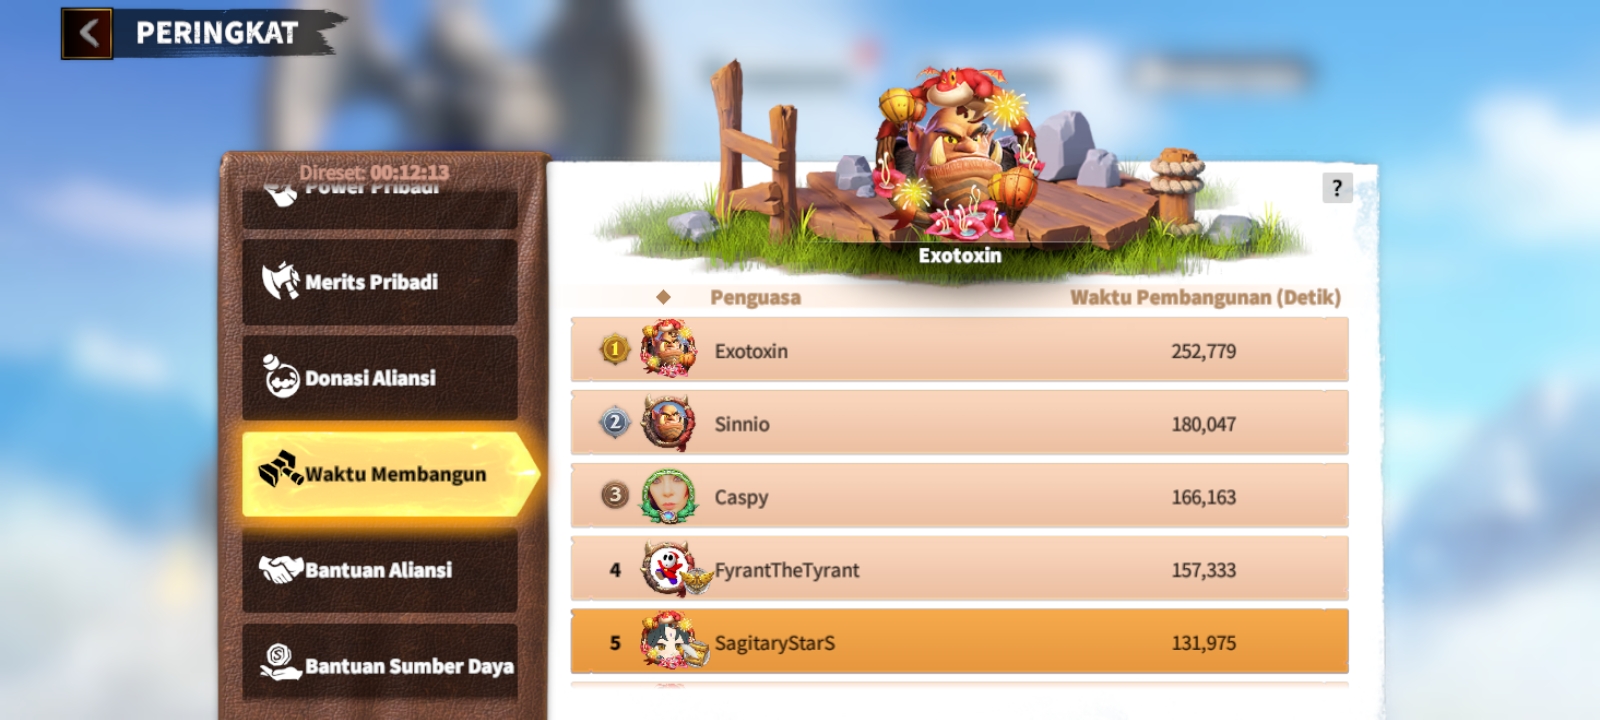 PERINGKAT
Direset: 00:12:13
Power Pribadi
Merits Pribadi
Donasi Aliansi
Waktu Membangun
Bantuan Aliansi
Bantuan Sumber Daya
?
Exotoxin
Penguasa Waktu Pembangunan (Detik)
1 Exotoxin 252,779
2 Sinnio 180,047
3 Caspy 166,163
4 FyrantTheTyrant 157,333
5 SagitaryStarS 131,975